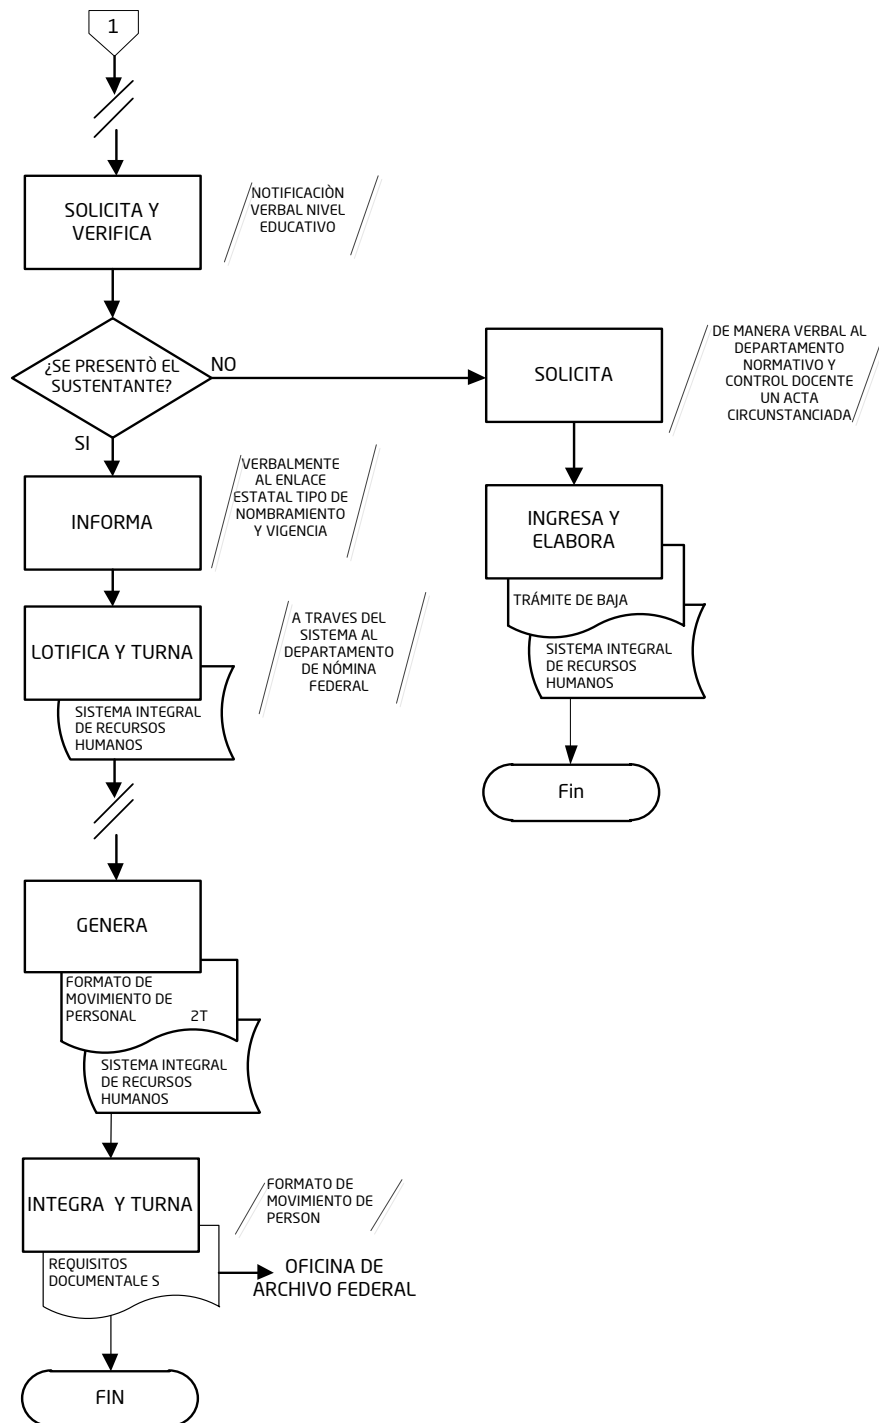 1
SOLICITA Y
VERIFICA
NOTIFICACIÒN
VERBAL NIVEL
EDUCATIVO
¿SE PRESENTÒ EL
SUSTENTANTE?
NO
SI
SOLICITA
DE MANERA VERBAL AL
DEPARTAMENTO
NORMATIVO Y
CONTROL DOCENTE
UN ACTA
CIRCUNSTANCIADA
INFORMA
VERBALMENTE
AL ENLACE
ESTATAL TIPO DE
NOMBRAMIENTO
Y VIGENCIA
INGRESA Y
ELABORA
TRÁMITE DE BAJA
SISTEMA INTEGRAL
DE RECURSOS
HUMANOS
Fin
LOTIFICA Y TURNA
SISTEMA INTEGRAL
DE RECURSOS
HUMANOS
A TRAVES DEL
SISTEMA AL
DEPARTAMENTO
DE NÓMINA
FEDERAL
GENERA
FORMATO DE
MOVIMIENTO DE
PERSONAL 2T
SISTEMA INTEGRAL
DE RECURSOS
HUMANOS
INTEGRA Y TURNA
FORMATO DE
MOVIMIENTO DE
PERSON
REQUISITOS
DOCUMENTALE S
OFICINA DE
ARCHIVO FEDERAL
FIN